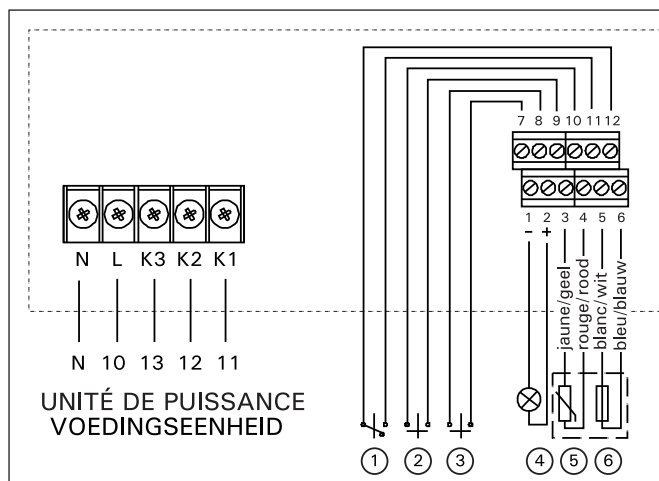 7 8 9 10 11 12
1 2 3 4 5 6
- +
jaune/geel
rouge/rood
blanc/wit
bleu/blauw
N L K3 K2 K1
N 10 13 12 11
UNITÉ DE PUISSANCE
VOEDINGSEENHEID
1 2 3 4 5 6